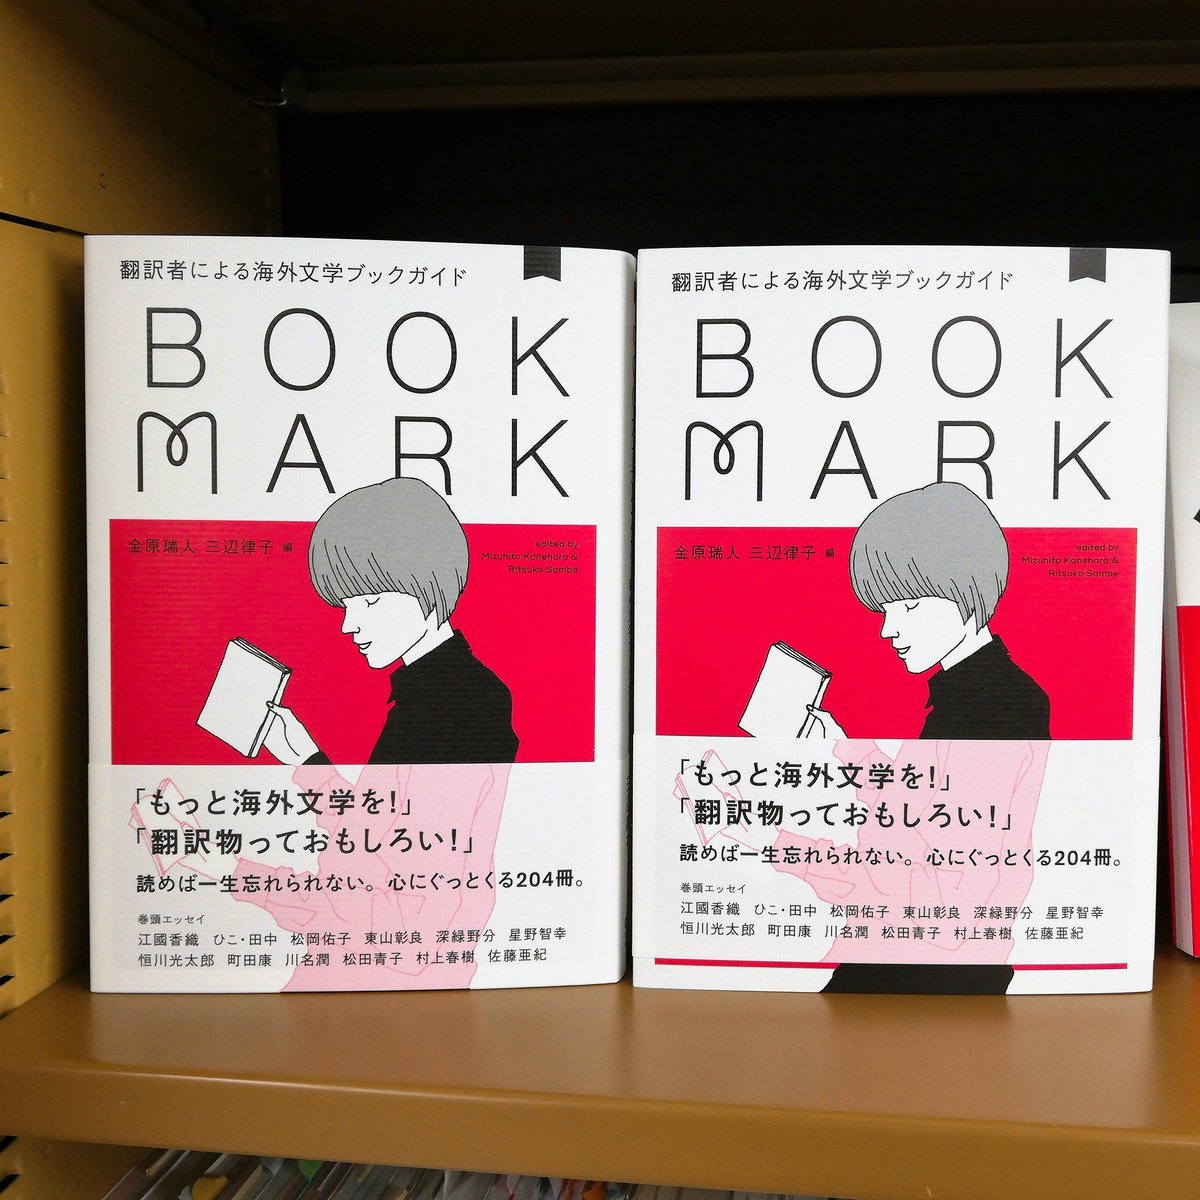 翻訳者による海外文学ブックガイド
BOOK
MARK
金原瑞人 三辺律子 編
edited by
Mizuhito Kanehara &
Ritsuko Sambe
「もっと海外文学を!」
「翻訳物っておもしろい!」
読めば一生忘れられない。心にぐっとくる204冊。
巻頭エッセイ
江國香織 ひこ・田中 松岡佑子 東山彰良 深緑野分 星野智幸
恒川光太郎 町田康 川名潤 松田青子 村上春樹 佐藤亜紀
翻訳者による海外文学ブックガイド
BOOK
MARK
金原瑞人 三辺律子 編
edited by
Mizuhito Kanehara &
Ritsuko Sambe
「もっと海外文学を!」
「翻訳物っておもしろい!」
読めば一生忘れられない。心にぐっとくる204冊。
巻頭エッセイ
江國香織 ひこ・田中 松岡佑子 東山彰良 深緑野分 星野智幸
恒川光太郎 町田康 川名潤 松田青子 村上春樹 佐藤亜紀